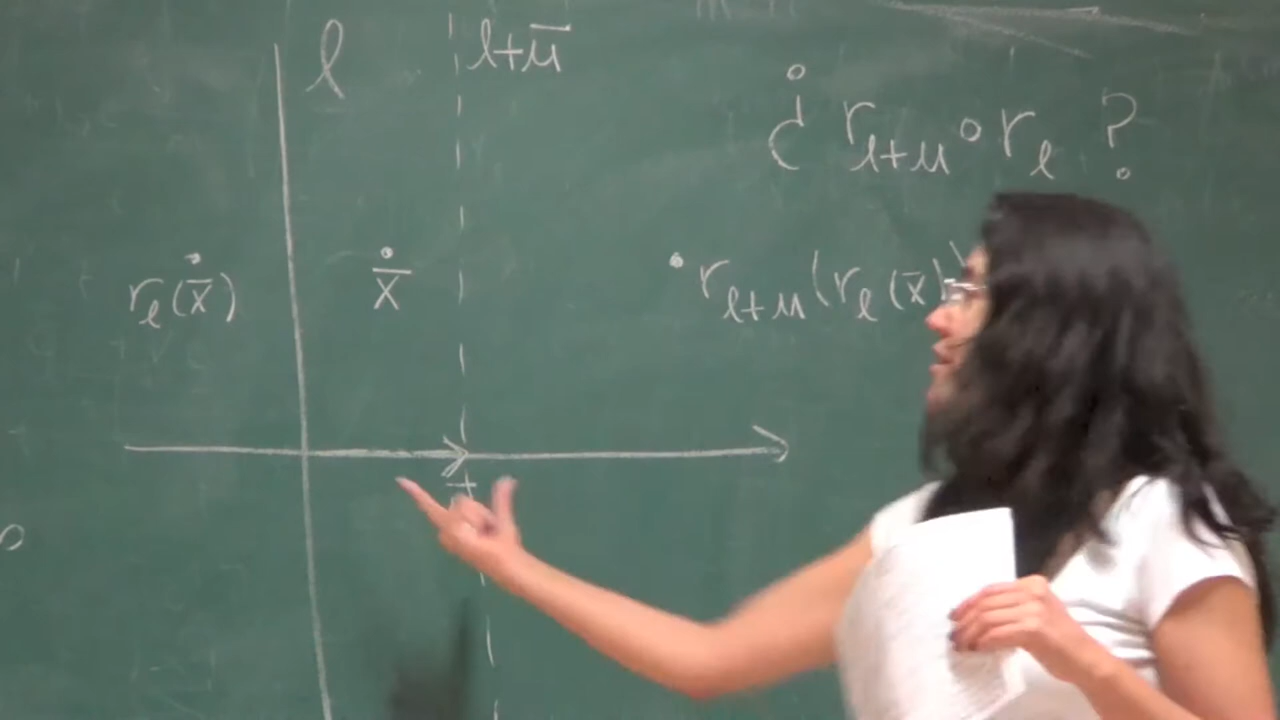 ℓ ℓ+ū
¿ r_{ℓ+u} ∘ r_ℓ ?
r_ℓ(x̄) x̄ r_{ℓ+u}(r_ℓ(x̄))